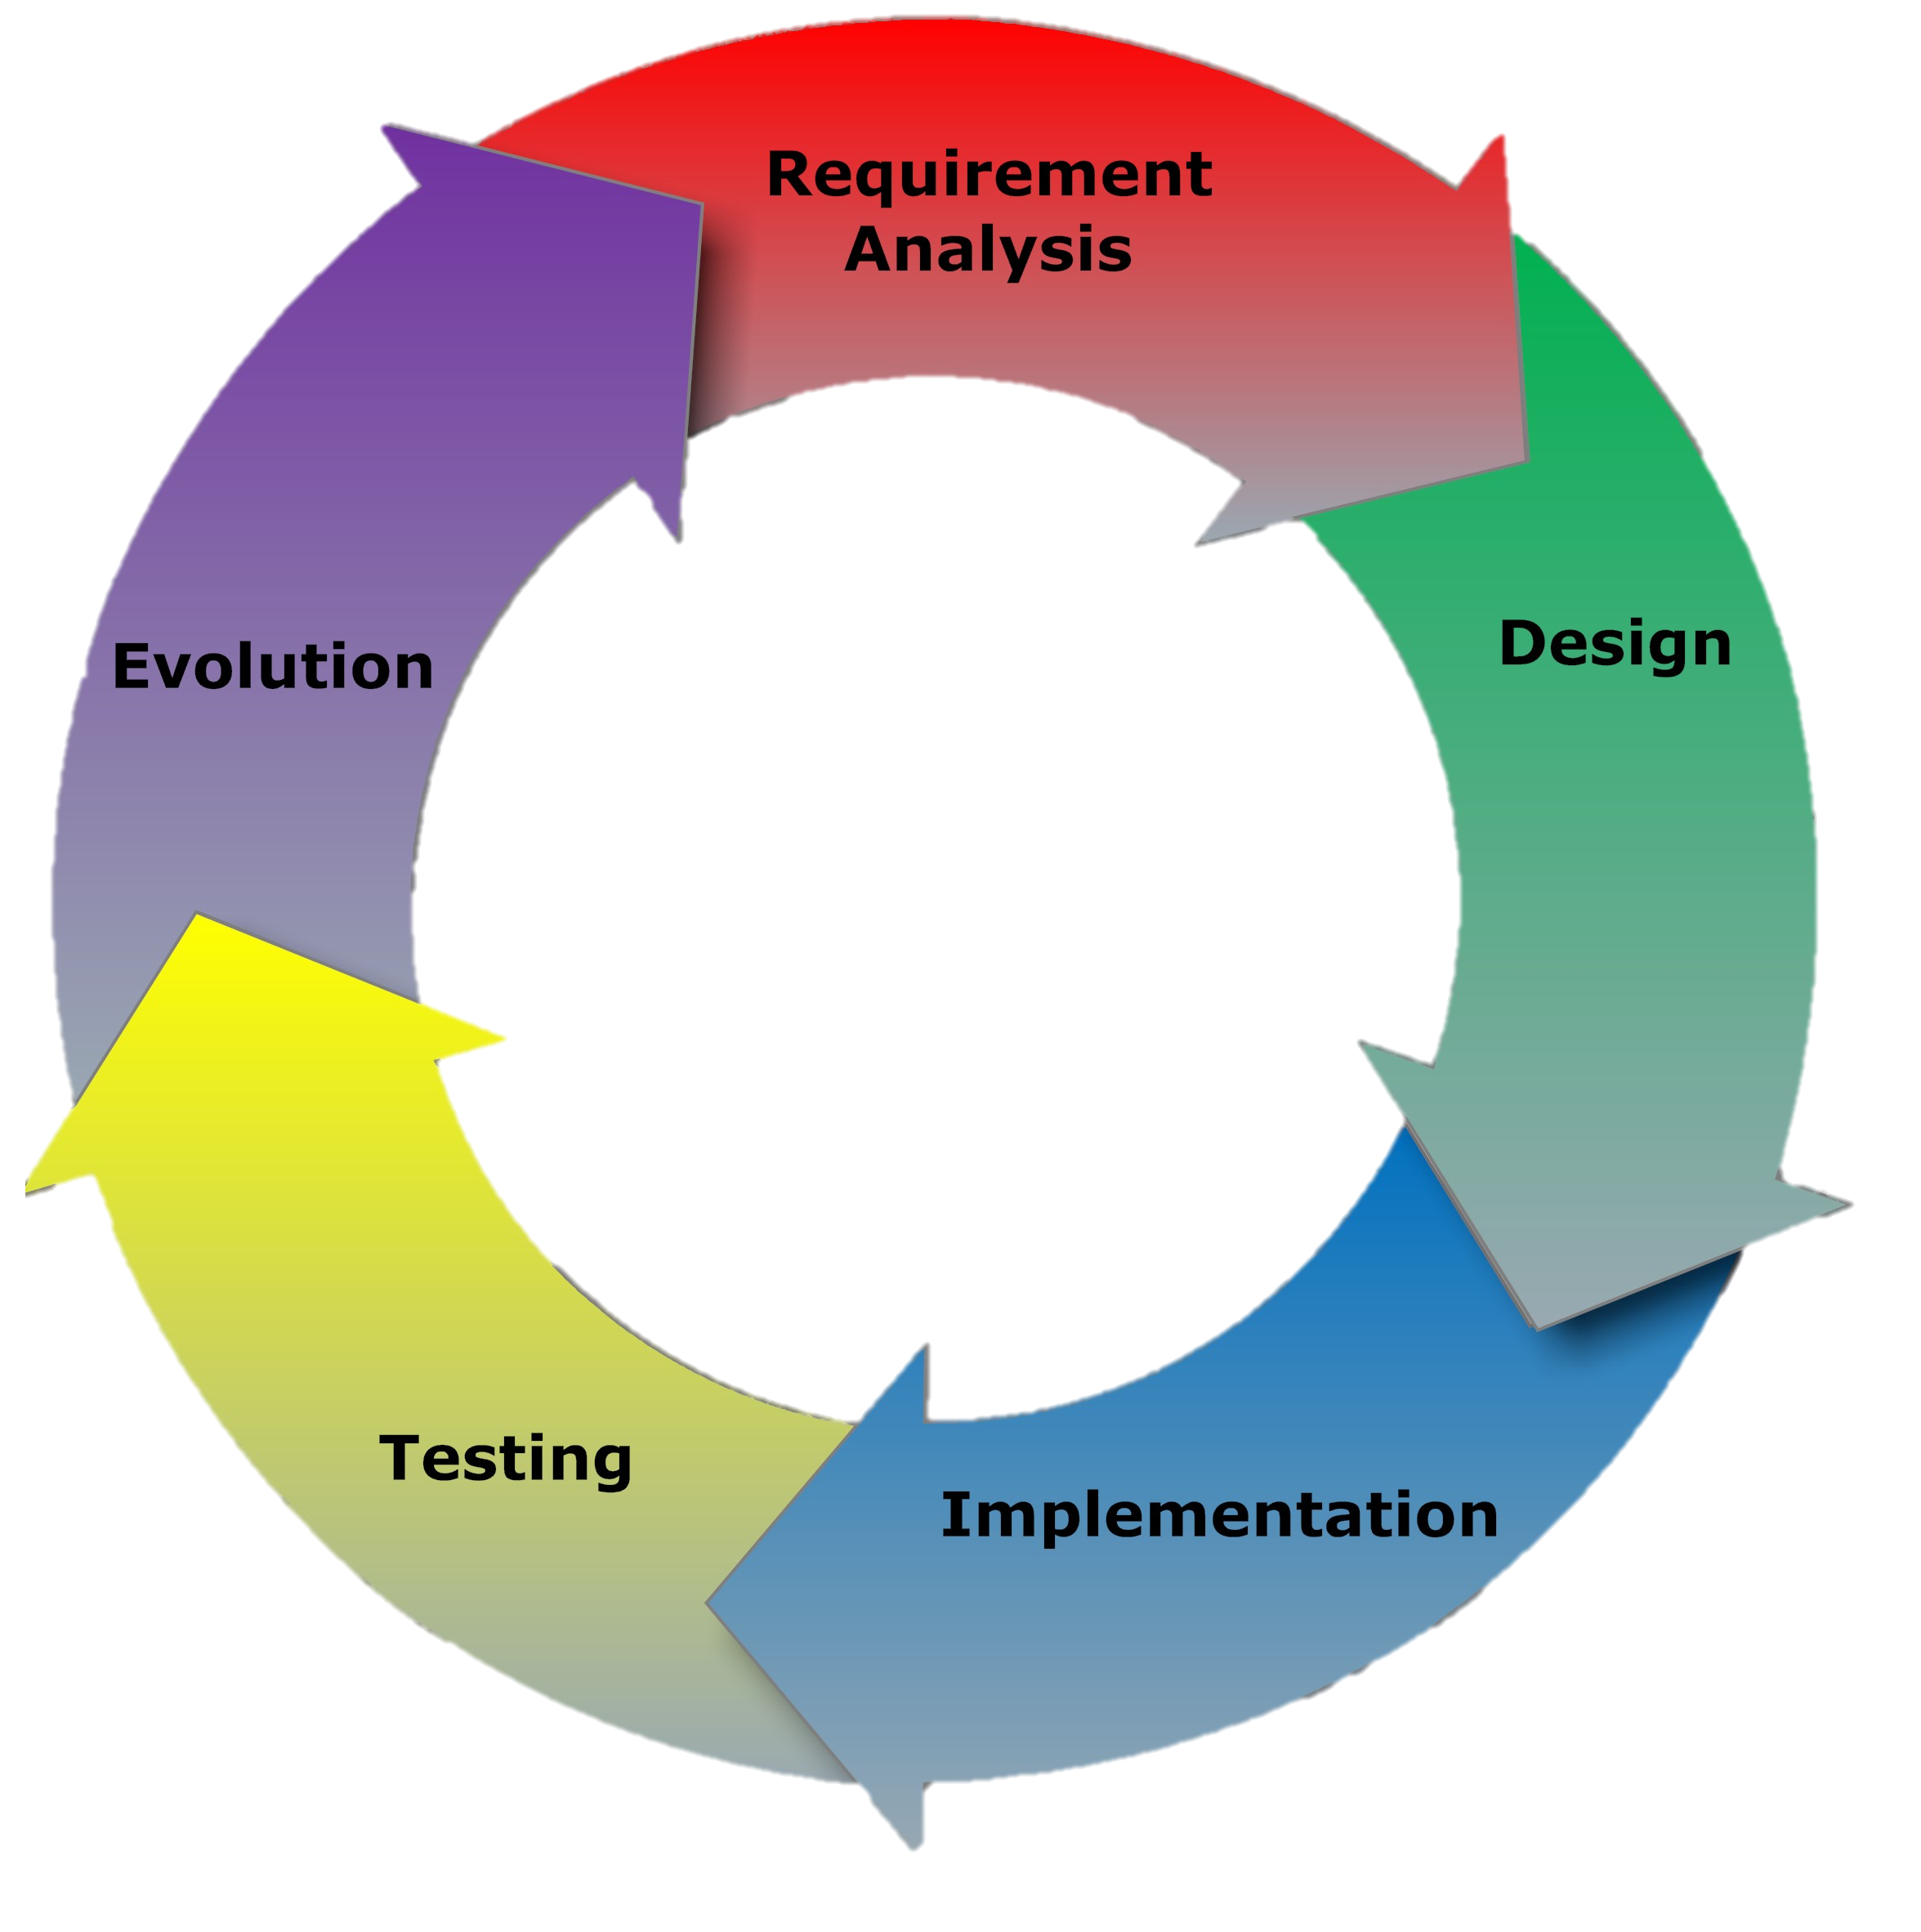 Requirement
Analysis
Design
Implementation
Testing
Evolution